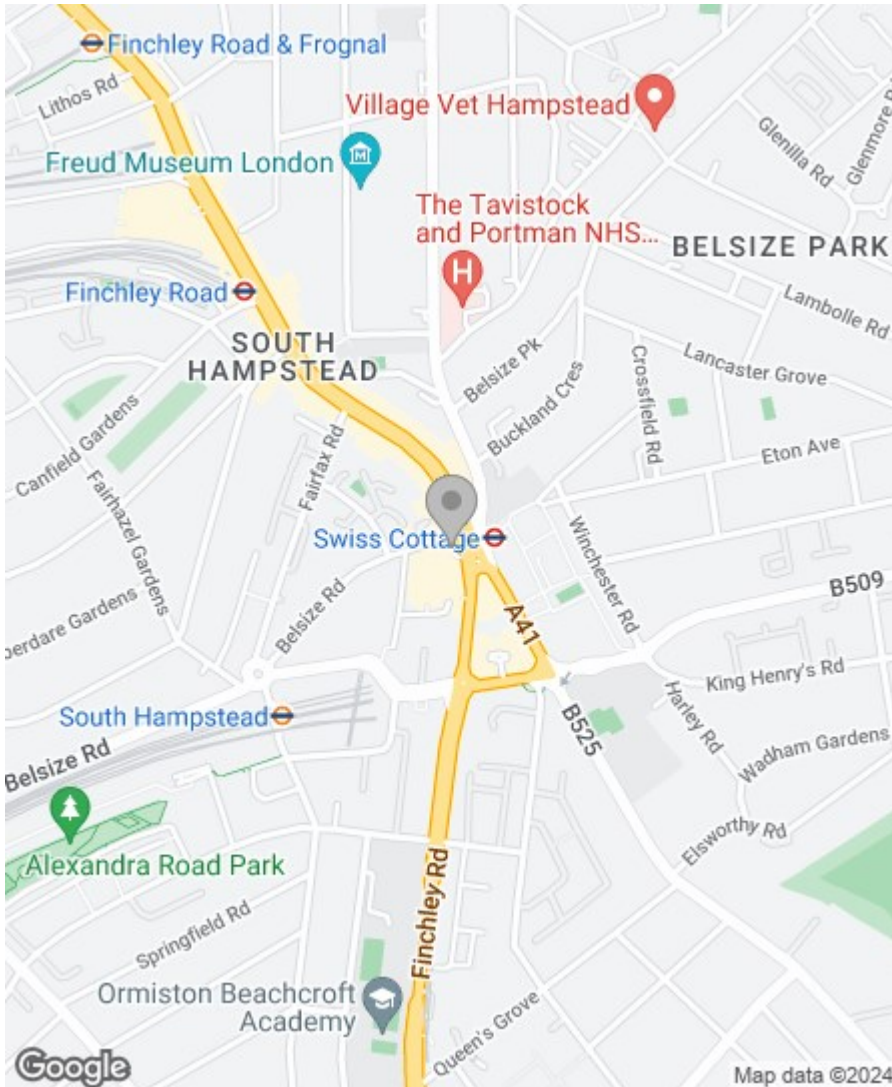 Finchley Road & Frognal
Lithos Rd
Village Vet Hampstead
Glenilla Rd
Freud Museum London
The Tavistock
and Portman NHS...
BELSIZE PARK
Finchley Road
Lambolle Rd
SOUTH
HAMPSTEAD
Belsize Pk
Crossfield Rd
Lancaster Grove
Buckland Cres
Canfield Gardens
Fairfax Rd
Eton Ave
Fairhazel Gardens
Swiss Cottage
Winchester Rd
B509
Belsize Rd
A41
King Henry's Rd
South Hampstead
Harley Rd
B525
Wadham Gardens
Belsize Rd
Elsworthy Rd
Alexandra Road Park
Finchley Rd
Springfield Rd
Ormiston Beachcroft
Academy
Queen's Grove
Google
Map data ©2024